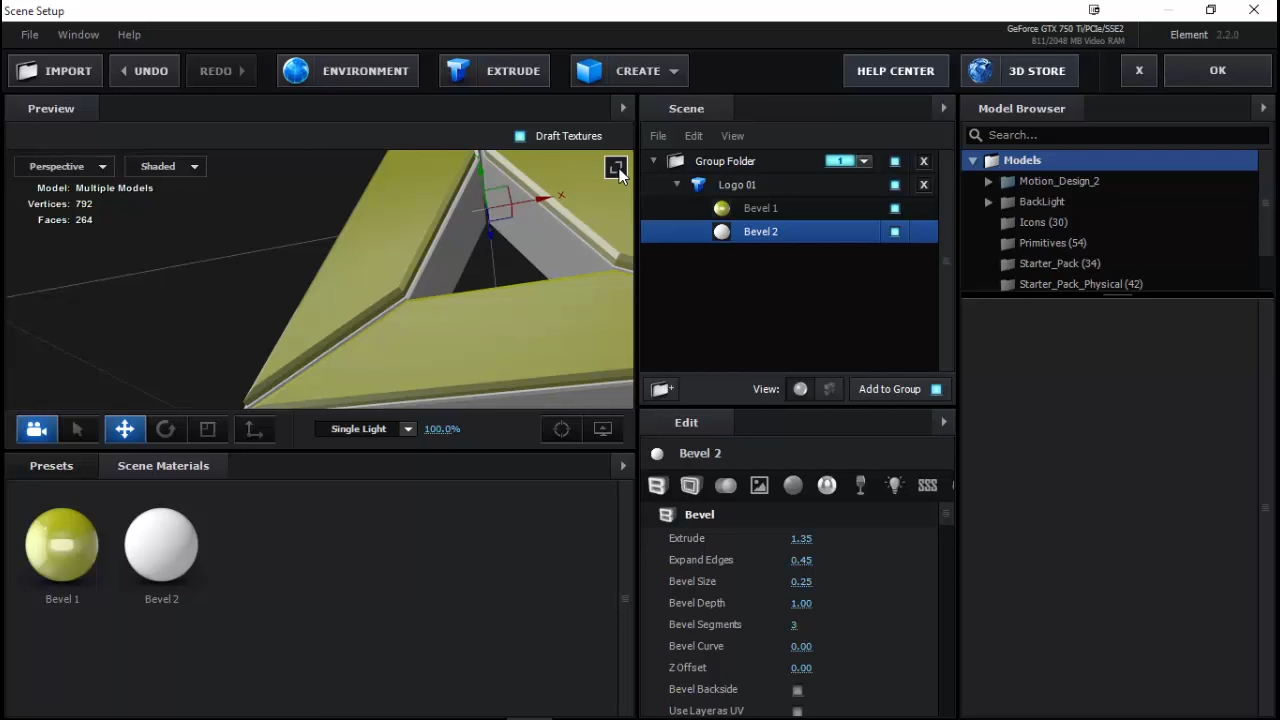 Scene Setup
File Window Help
GeForce GTX 750 Ti/PCIe/SSE2
811/2048 MB Video RAM
Element 2.2.0
IMPORT UNDO REDO ENVIRONMENT EXTRUDE CREATE HELP CENTER 3D STORE X OK
Preview Scene Model Browser
Draft Textures File Edit View Search...
Perspective Shaded Group Folder 1 X Models
Model: Multiple Models Logo 01 X Motion_Design_2
Vertices: 792 Bevel 1 BackLight
Faces: 264 Bevel 2 Icons (30)
Primitives (54)
Starter_Pack (34)
Starter_Pack_Physical (42)
X
View: Add to Group
Single Light 100.0% Edit
Bevel 2
Presets Scene Materials
Bevel
Extrude 1.35
Expand Edges 0.45
Bevel Size 0.25
Bevel 1 Bevel 2 Bevel Depth 1.00
Bevel Segments 3
Bevel Curve 0.00
Z Offset 0.00
Bevel Backside
Use Layer as UV